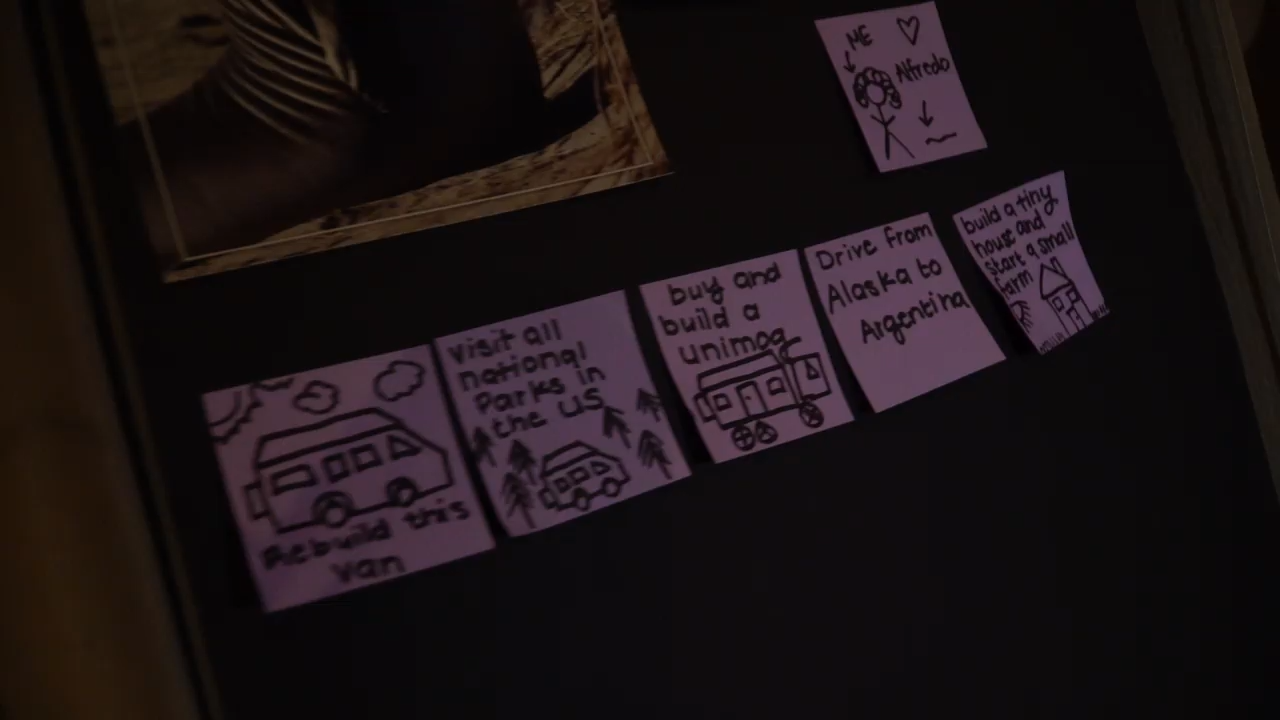 ME
Alfredo
Rebuild this
van
visit all
national
Parks in
the US
buy and
build a
unimog
Drive from
Alaska to
Argentina
build a tiny
house and
start a small
farm